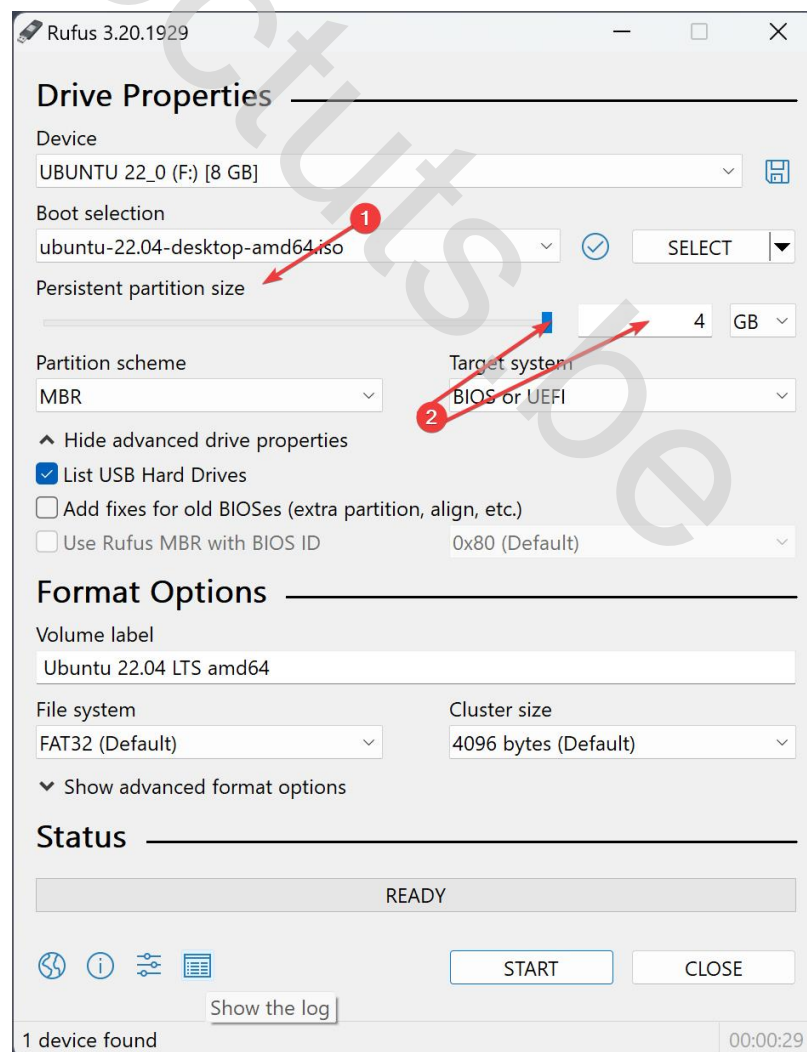 Rufus 3.20.1929
Drive Properties
Device
UBUNTU 22_0 (F:) [8 GB]
Boot selection
1
ubuntu-22.04-desktop-amd64.iso
SELECT
Persistent partition size
4 GB
Partition scheme
Target system
MBR
BIOS or UEFI
2
Hide advanced drive properties
List USB Hard Drives
Add fixes for old BIOSes (extra partition, align, etc.)
Use Rufus MBR with BIOS ID
0x80 (Default)
Format Options
Volume label
Ubuntu 22.04 LTS amd64
File system
Cluster size
FAT32 (Default)
4096 bytes (Default)
Show advanced format options
Status
READY
START
CLOSE
Show the log
1 device found
00:00:29
ctuts.be